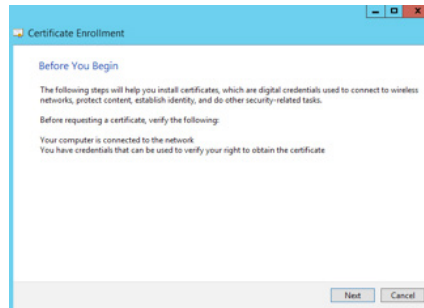 Certificate Enrollment
Before You Begin
The following steps will help you install certificates, which are digital credentials used to connect to wireless
networks, protect content, establish identity, and do other security-related tasks.
Before requesting a certificate, verify the following:
Your computer is connected to the network
You have credentials that can be used to verify your right to obtain the certificate
Next Cancel